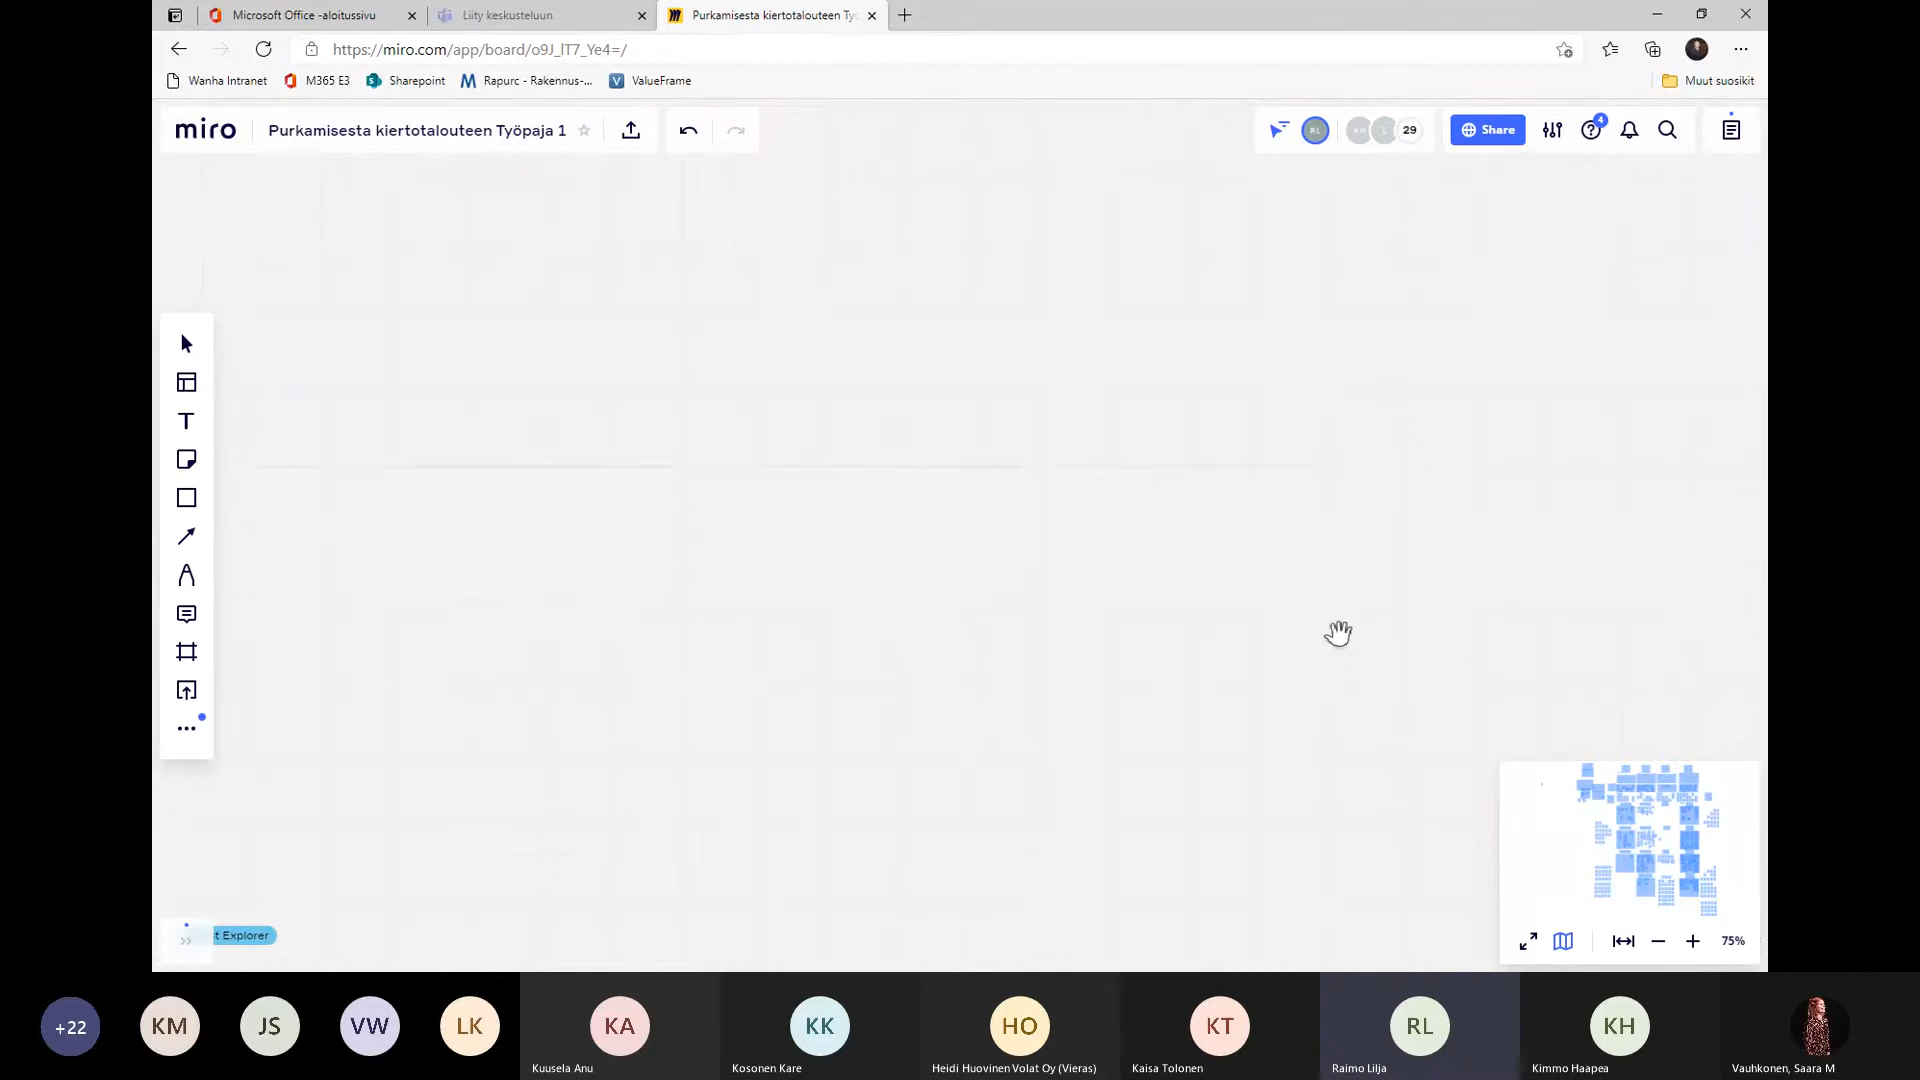 Microsoft Office -aloitussivu
Liity keskusteluun
Purkamisesta kiertotalouteen Ty
https://miro.com/app/board/o9J_lT7_Ye4=/
Wanha Intranet
M365 E3
Sharepoint
Rapurc - Rakennus-...
ValueFrame
Muut suosikit
miro
Purkamisesta kiertotalouteen Työpaja 1
RL
29
Share
4
t Explorer
75%
+22
KM
JS
VW
LK
KA
KK
HO
KT
RL
KH
Kuusela Anu
Kosonen Kare
Heidi Huovinen Volat Oy (Vieras)
Kaisa Tolonen
Raimo Lilja
Kimmo Haapea
Vauhkonen, Saara M